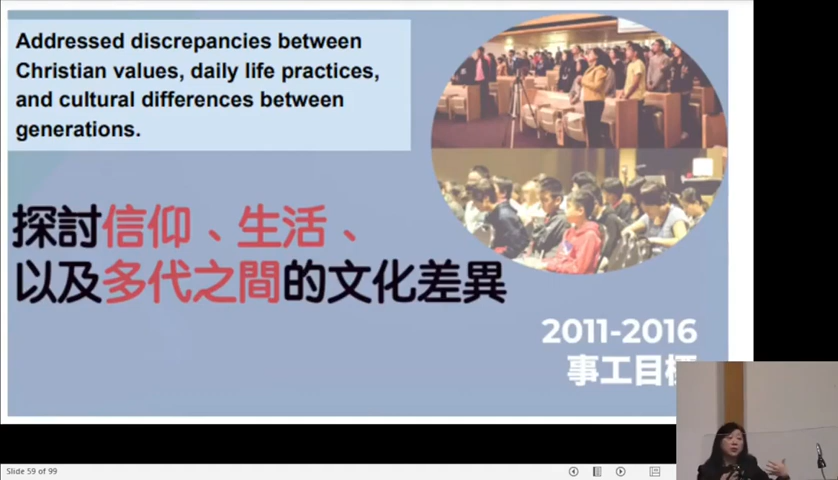 Addressed discrepancies between
Christian values, daily life practices,
and cultural differences between
generations.
探討信仰、生活、
以及多代之間的文化差異
2011-2016
事工目標
Slide 59 of 99